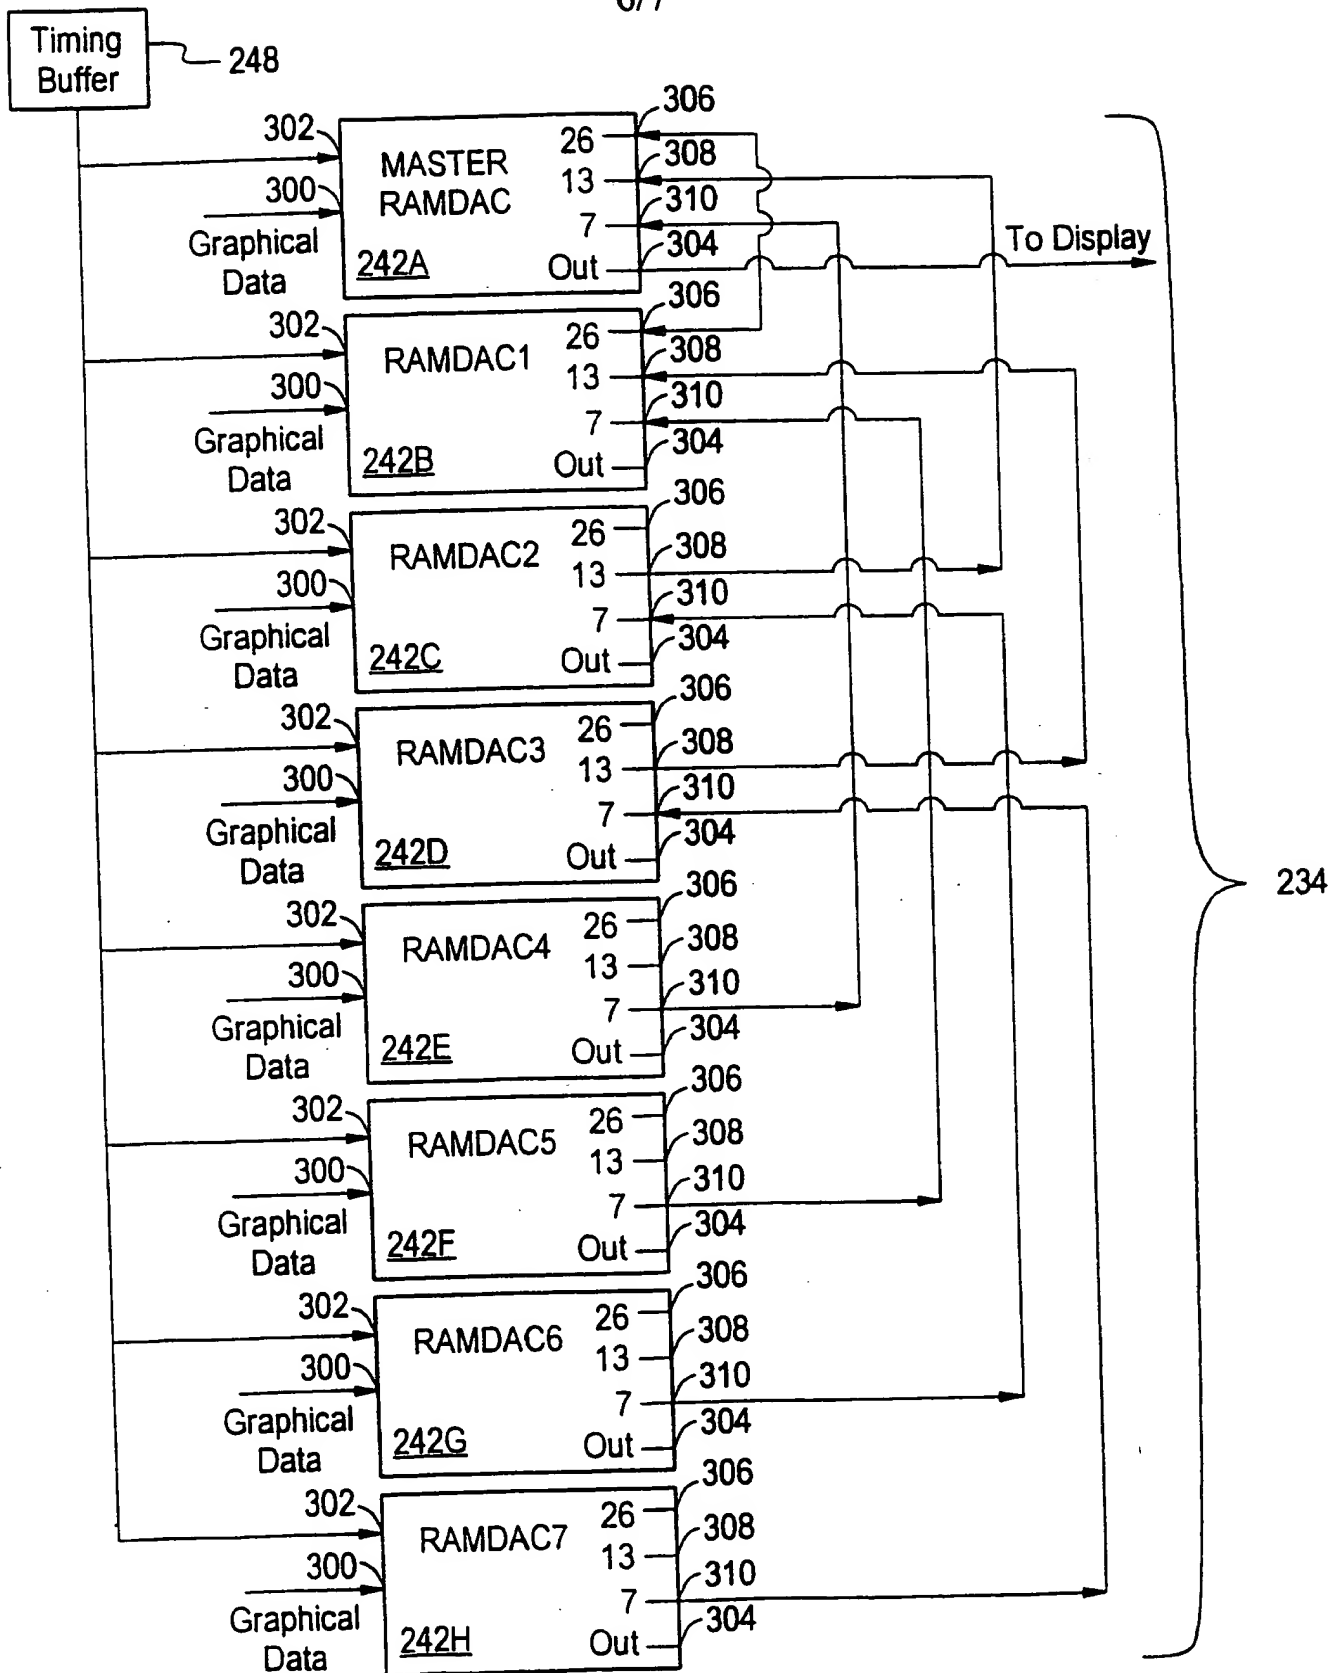 6/7
Timing
Buffer
248
302
300
Graphical
Data
MASTER
RAMDAC
242A
26
13
7
Out
306
308
310
304
To Display
302
300
Graphical
Data
RAMDAC1
242B
26
13
7
Out
306
308
310
304
302
300
Graphical
Data
RAMDAC2
242C
26
13
7
Out
306
308
310
304
302
300
Graphical
Data
RAMDAC3
242D
26
13
7
Out
306
308
310
304
234
302
300
Graphical
Data
RAMDAC4
242E
26
13
7
Out
306
308
310
304
302
300
Graphical
Data
RAMDAC5
242F
26
13
7
Out
306
308
310
304
302
300
Graphical
Data
RAMDAC6
242G
26
13
7
Out
306
308
310
304
302
300
Graphical
Data
RAMDAC7
242H
26
13
7
Out
306
308
310
304